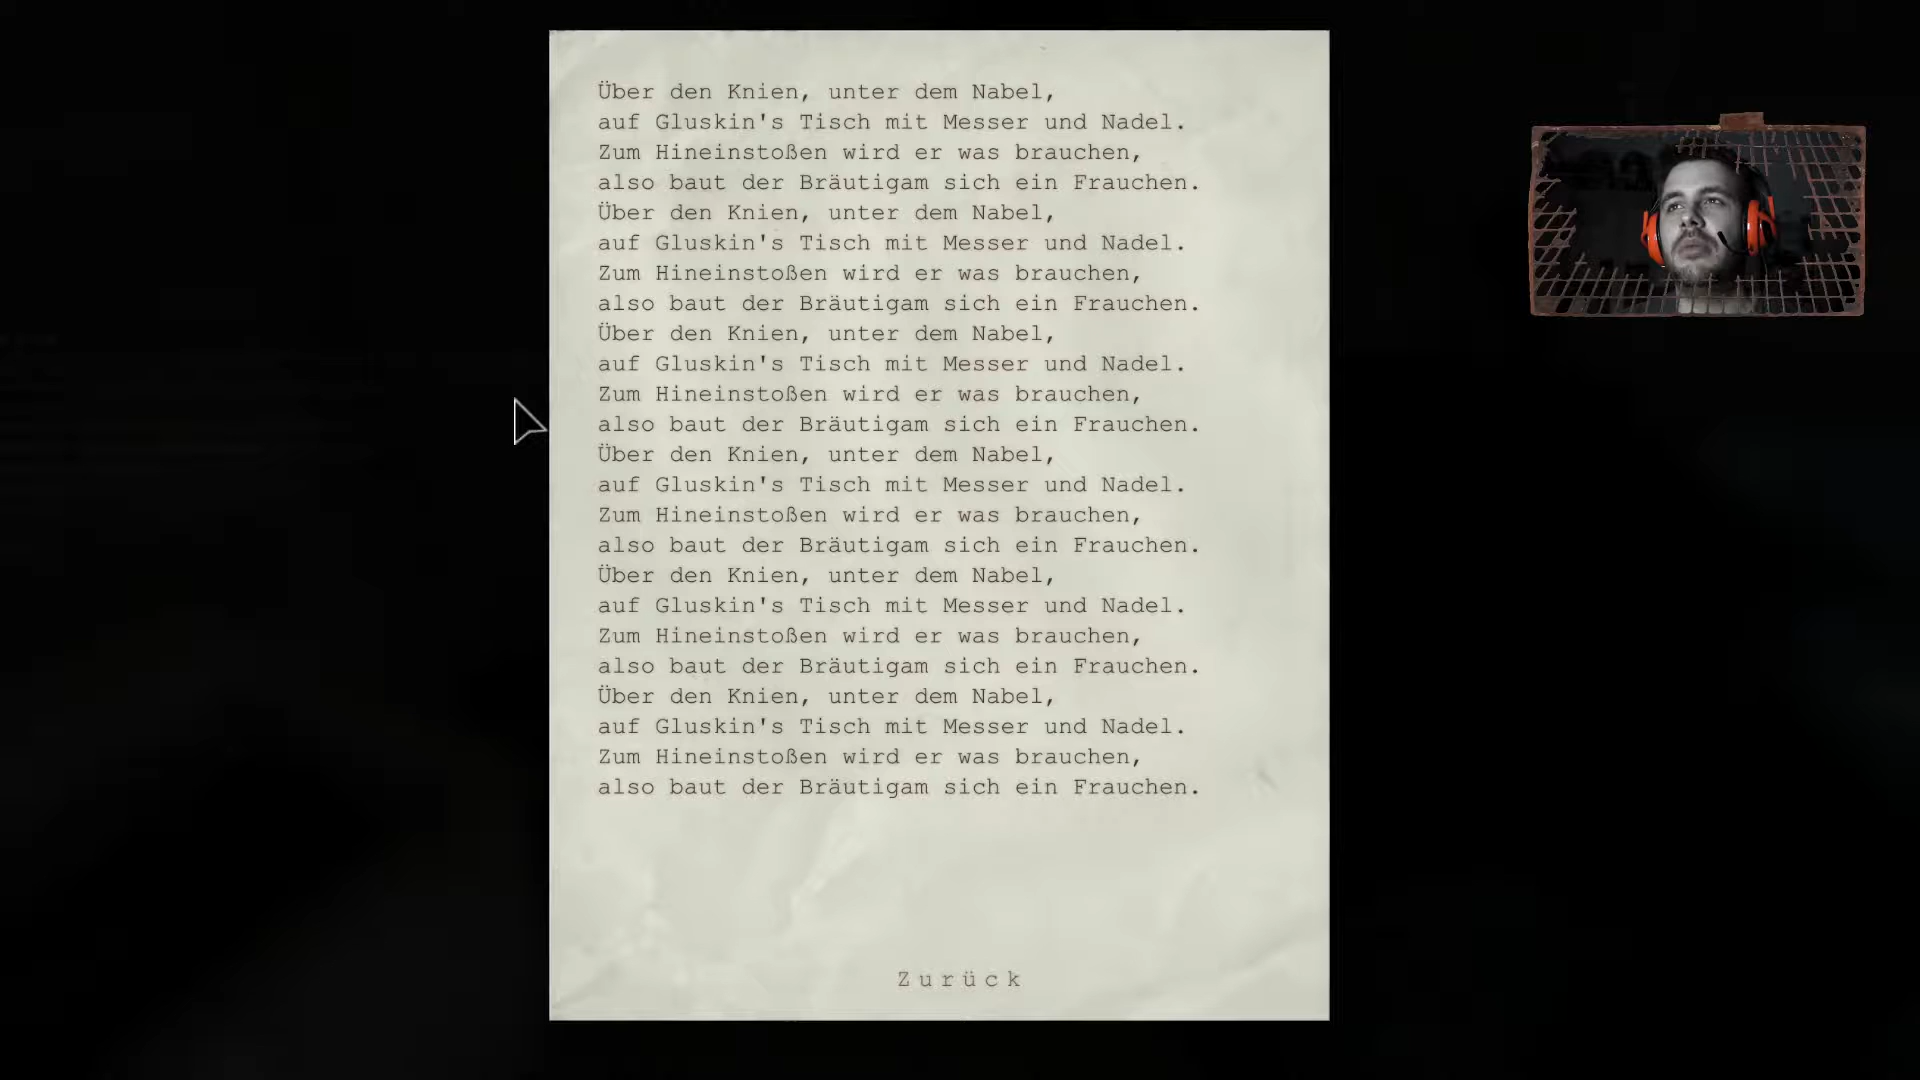 Über den Knien, unter dem Nabel,
auf Gluskin's Tisch mit Messer und Nadel.
Zum Hineinstoßen wird er was brauchen,
also baut der Bräutigam sich ein Frauchen.
Über den Knien, unter dem Nabel,
auf Gluskin's Tisch mit Messer und Nadel.
Zum Hineinstoßen wird er was brauchen,
also baut der Bräutigam sich ein Frauchen.
Über den Knien, unter dem Nabel,
auf Gluskin's Tisch mit Messer und Nadel.
Zum Hineinstoßen wird er was brauchen,
also baut der Bräutigam sich ein Frauchen.
Über den Knien, unter dem Nabel,
auf Gluskin's Tisch mit Messer und Nadel.
Zum Hineinstoßen wird er was brauchen,
also baut der Bräutigam sich ein Frauchen.
Über den Knien, unter dem Nabel,
auf Gluskin's Tisch mit Messer und Nadel.
Zum Hineinstoßen wird er was brauchen,
also baut der Bräutigam sich ein Frauchen.
Über den Knien, unter dem Nabel,
auf Gluskin's Tisch mit Messer und Nadel.
Zum Hineinstoßen wird er was brauchen,
also baut der Bräutigam sich ein Frauchen.
Zurück